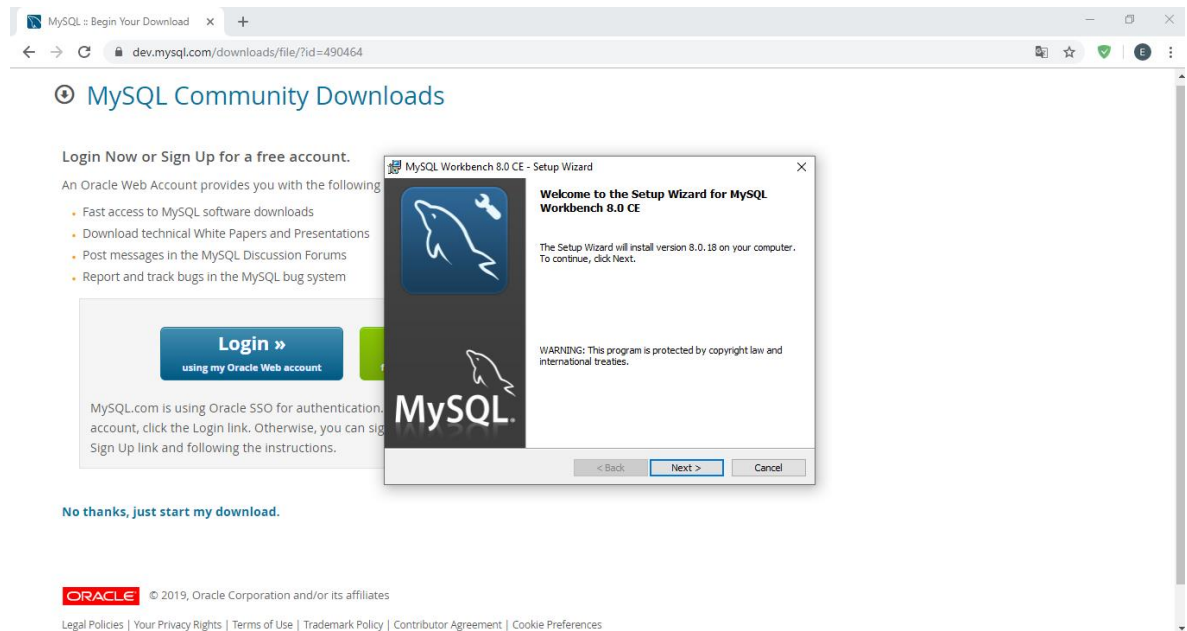 MySQL :: Begin Your Download
dev.mysql.com/downloads/file/?id=490464
E
MySQL Community Downloads
Login Now or Sign Up for a free account.
An Oracle Web Account provides you with the following
Fast access to MySQL software downloads
Download technical White Papers and Presentations
Post messages in the MySQL Discussion Forums
Report and track bugs in the MySQL bug system
Login »
using my Oracle Web account
MySQL.com is using Oracle SSO for authentication.
account, click the Login link. Otherwise, you can sig
Sign Up link and following the instructions.
No thanks, just start my download.
ORACLE © 2019, Oracle Corporation and/or its affiliates
Legal Policies | Your Privacy Rights | Terms of Use | Trademark Policy | Contributor Agreement | Cookie Preferences
MySQL Workbench 8.0 CE - Setup Wizard
Welcome to the Setup Wizard for MySQL
Workbench 8.0 CE
The Setup Wizard will install version 8.0.18 on your computer.
To continue, click Next.
WARNING: This program is protected by copyright law and
international treaties.
MySQL.
< Back Next > Cancel